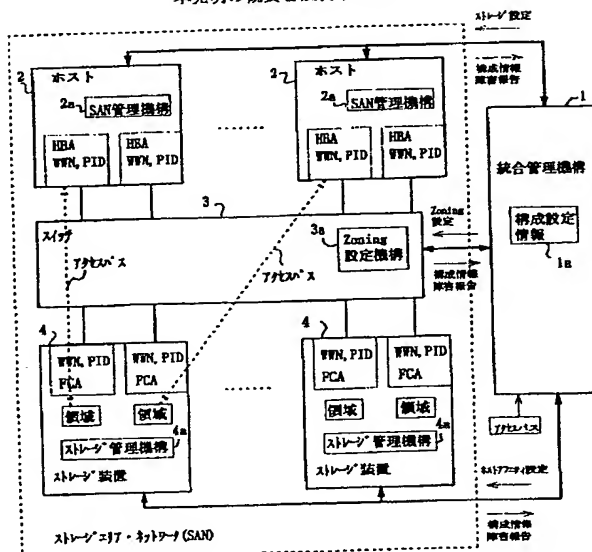 ストレージ設定
構成情報
障害報告
2
ホスト
2a
SAN管理機構
HBA
WWN, PID
HBA
WWN, PID
2
ホスト
2a
SAN管理機構
HBA
WWN, PID
HBA
WWN, PID
1
統合管理機構
構成設定
情報
1a
3
スイッチ
アクセスパス
アクセスパス
3a
Zoning
設定機構
Zoning
設定
構成情報
障害報告
4
WWN, PID
FCA
WWN, PID
FCA
領域
領域
ストレージ管理機構
4a
ストレージ装置
4
WWN, PID
FCA
WWN, PID
FCA
領域
領域
ストレージ管理機構
4a
ストレージ装置
アクセスパス
ホストアフィニティ設定
構成情報
障害報告
ストレージエリア・ネットワーク(SAN)